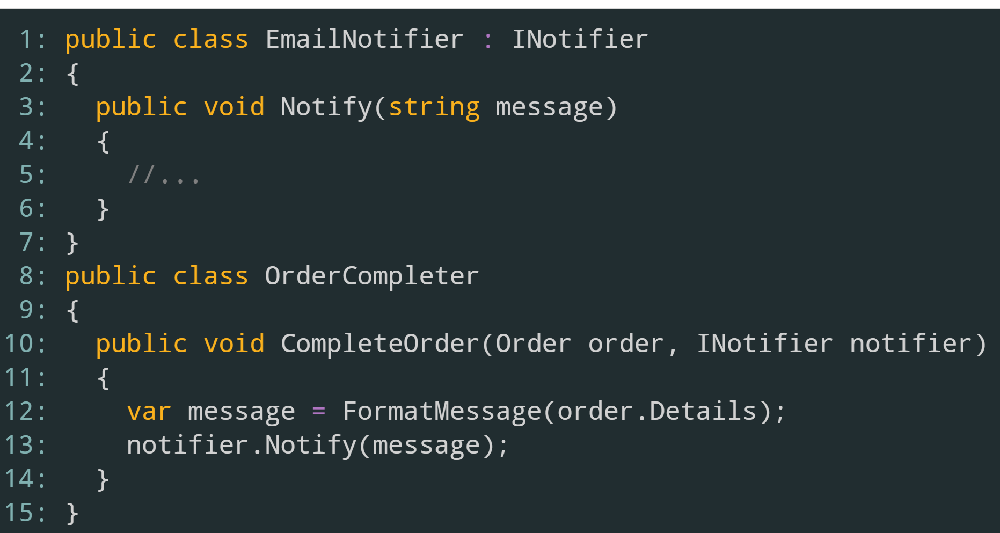 1: public class EmailNotifier : INotifier
2: {
3:   public void Notify(string message)
4:   {
5:     //...
6:   }
7: }
8: public class OrderCompleter
9: {
10:   public void CompleteOrder(Order order, INotifier notifier)
11:   {
12:     var message = FormatMessage(order.Details);
13:     notifier.Notify(message);
14:   }
15: }